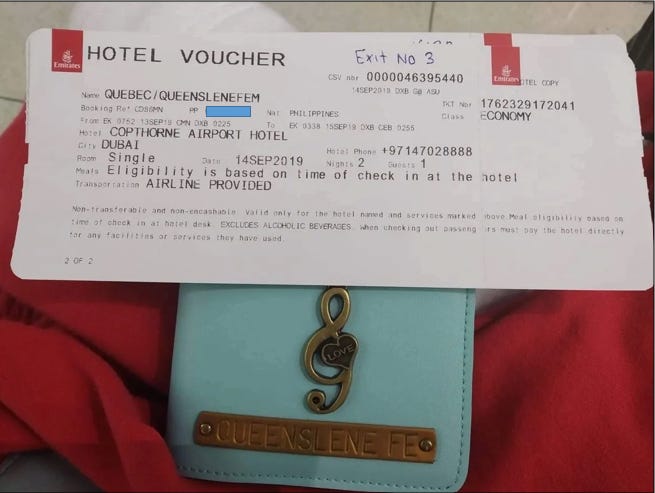 Emirates
HOTEL VOUCHER
Exit No 3
CSV nbr 0000046395440
14SEP2019 DXB G@ ASU
HOTEL COPY
Name QUEBEC/QUEENSLENEFEM
Booking Ref CD86MN PP Nat PHILIPPINES
TKT Nbr 1762329172041
Class ECONOMY
From EK 0752 13SEP19 CMN DXB 0225 To EK 0338 15SEP19 DXB CEB 0255
Hotel COPTHORNE AIRPORT HOTEL
City DUBAI Hotel Phone +97147028888
Room Single Date 14SEP2019 Nights 2 Guests 1
Meals Eligibility is based on time of check in at the hotel
Transportation AIRLINE PROVIDED
Non-transferable and non-encashable. Valid only for the hotel named and services marked above.Meal eligibility based on
time of check in at hotel desk. EXCLUDES ALCOHOLIC BEVERAGES. When checking out passengers must pay the hotel directly
for any facilities or services they have used.
2 OF 2
LOVE
QUEENSLENE FE